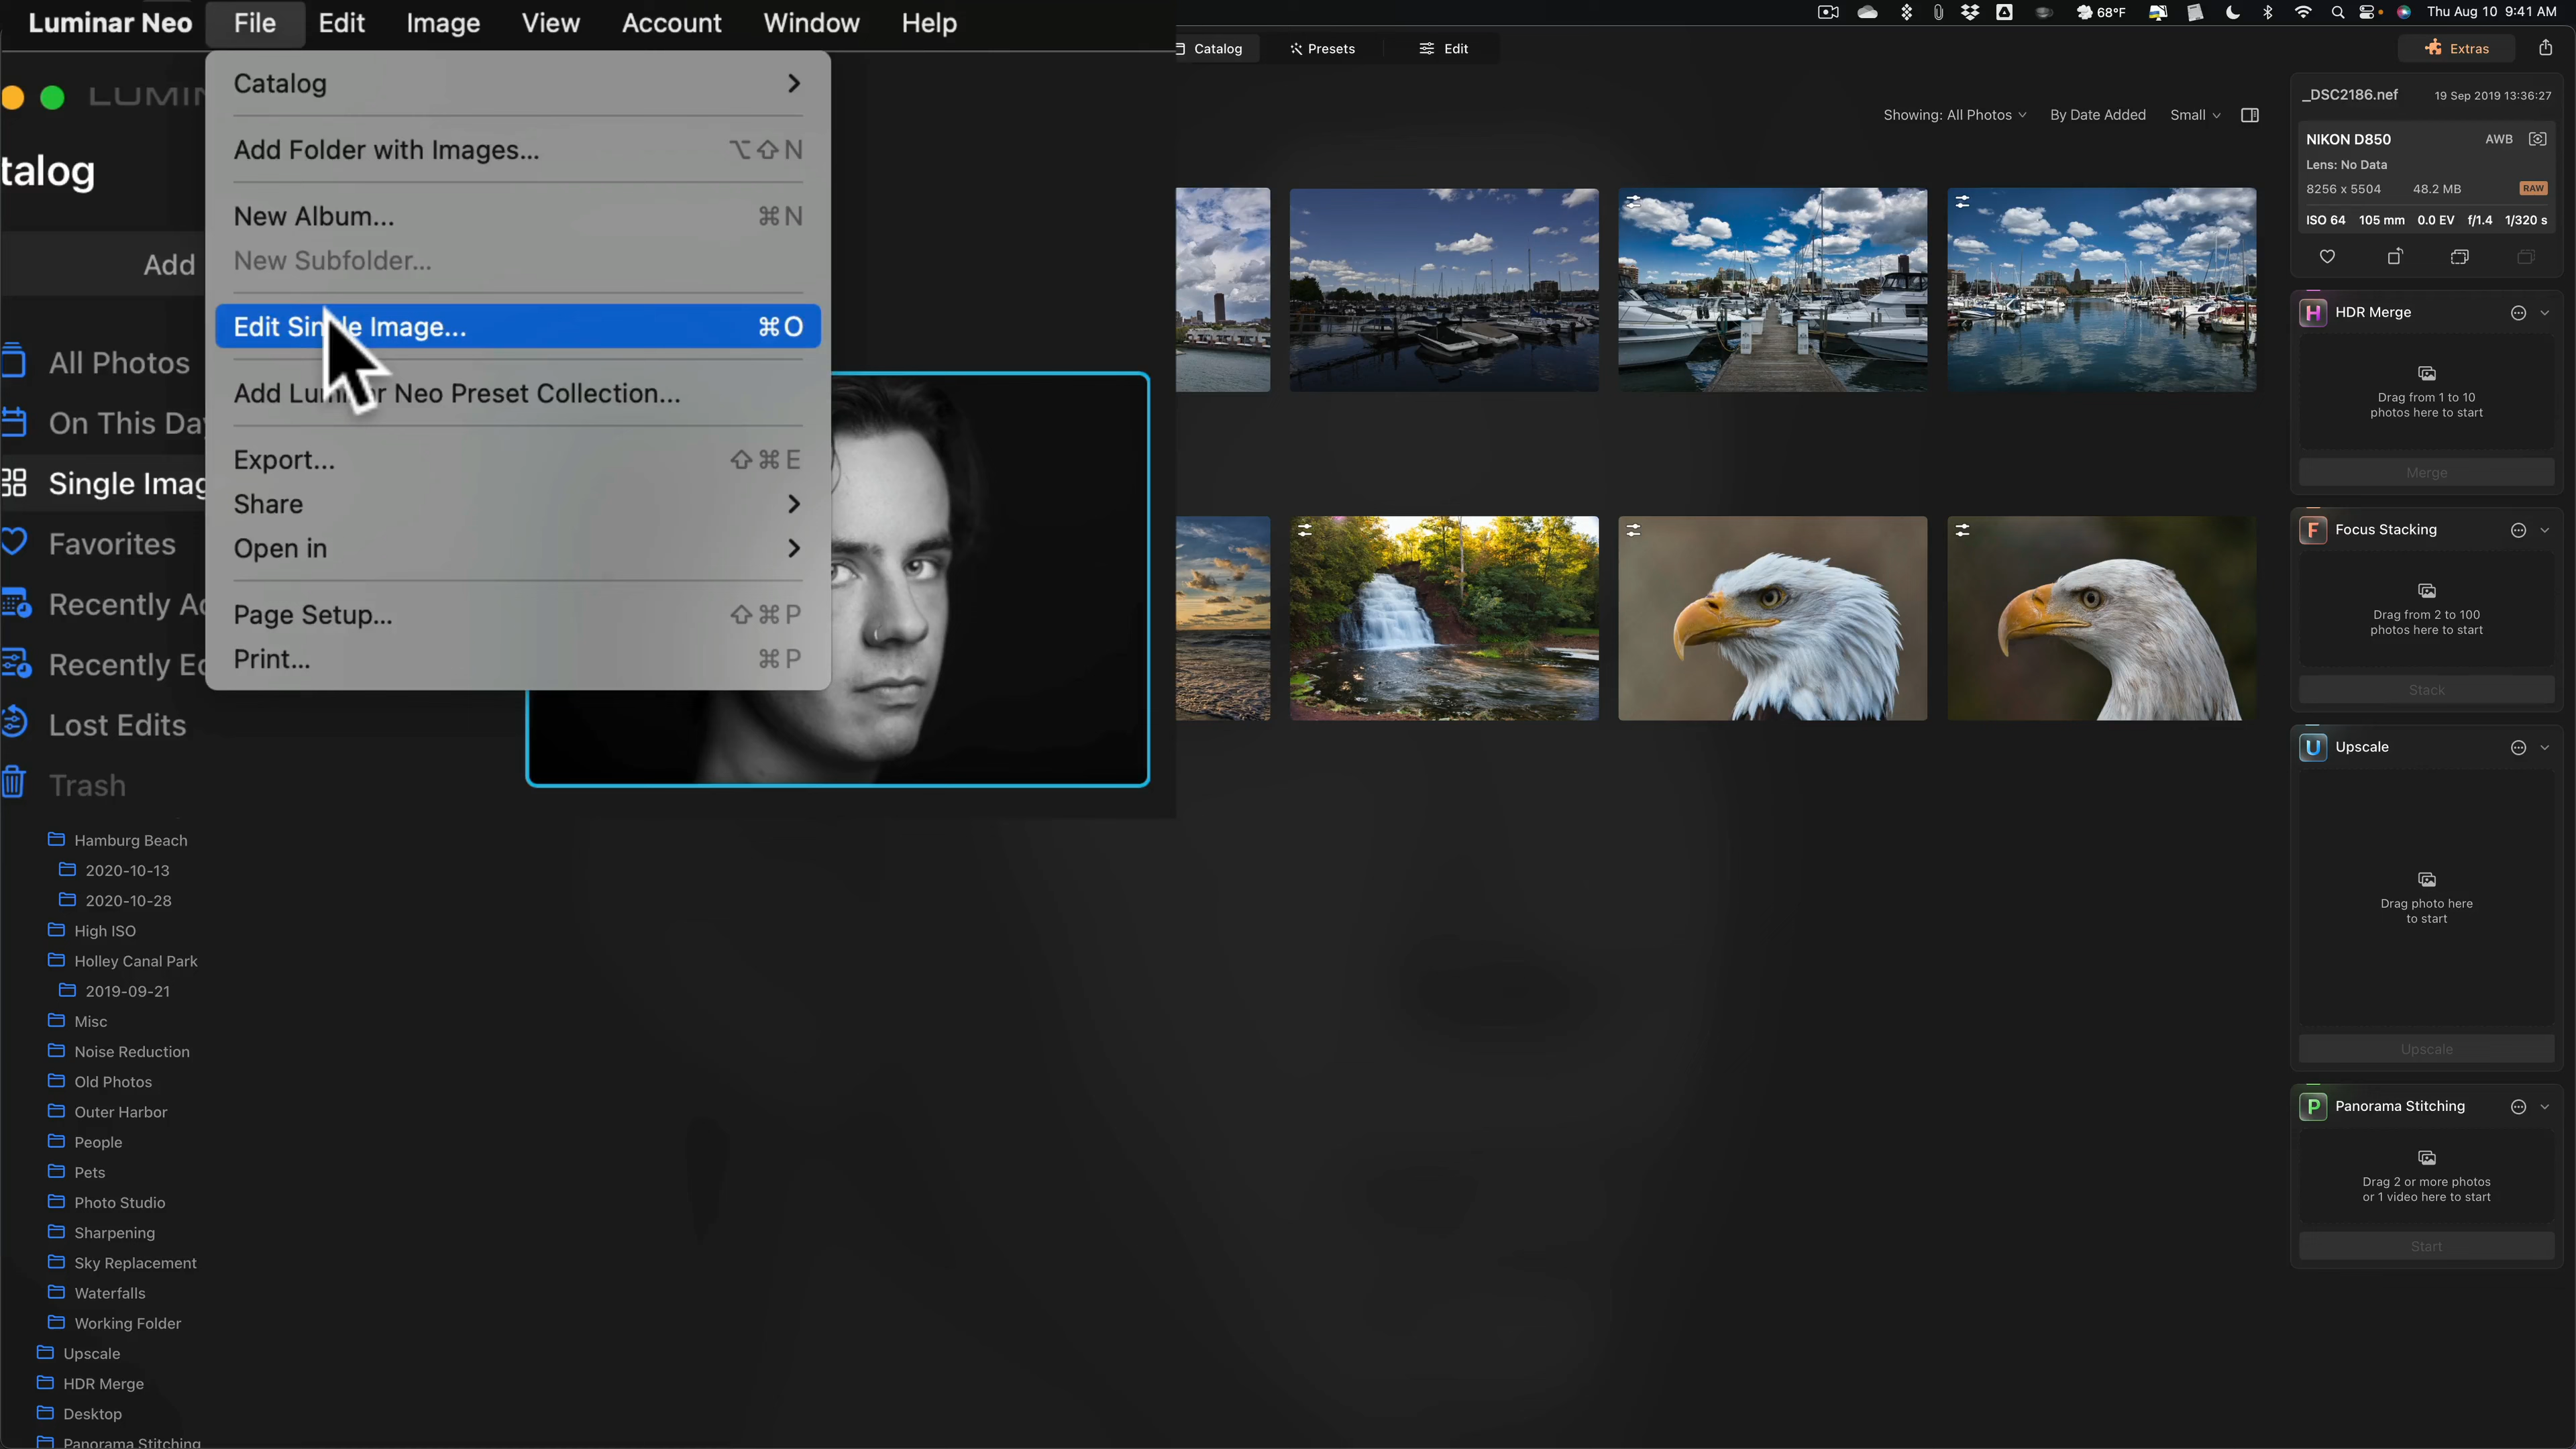 Luminar Neo File Edit Image View Account Window Help
68°F Thu Aug 10 9:41 AM
LUMIN
Catalog Presets Edit
Extras
talog
Add
All Photos
On This Day
Single Imag
Favorites
Recently Ad
Recently Ed
Lost Edits
Trash
Hamburg Beach
2020-10-13
2020-10-28
High ISO
Holley Canal Park
2019-09-21
Misc
Noise Reduction
Old Photos
Outer Harbor
People
Pets
Photo Studio
Sharpening
Sky Replacement
Waterfalls
Working Folder
Upscale
HDR Merge
Desktop
Panorama Stitching
Catalog
Add Folder with Images... ⌥⇧N
New Album... ⌘N
New Subfolder...
Edit Single Image... ⌘O
Add Luminar Neo Preset Collection...
Export... ⇧⌘E
Share
Open in
Page Setup... ⇧⌘P
Print... ⌘P
Showing: All Photos By Date Added Small
_DSC2186.nef 19 Sep 2019 13:36:27
NIKON D850 AWB
Lens: No Data
8256 x 5504 48.2 MB RAW
ISO 64 105 mm 0.0 EV f/1.4 1/320 s
H HDR Merge
Drag from 1 to 10
photos here to start
Merge
F Focus Stacking
Drag from 2 to 100
photos here to start
Stack
U Upscale
Drag photo here
to start
Upscale
P Panorama Stitching
Drag 2 or more photos
or 1 video here to start
Start